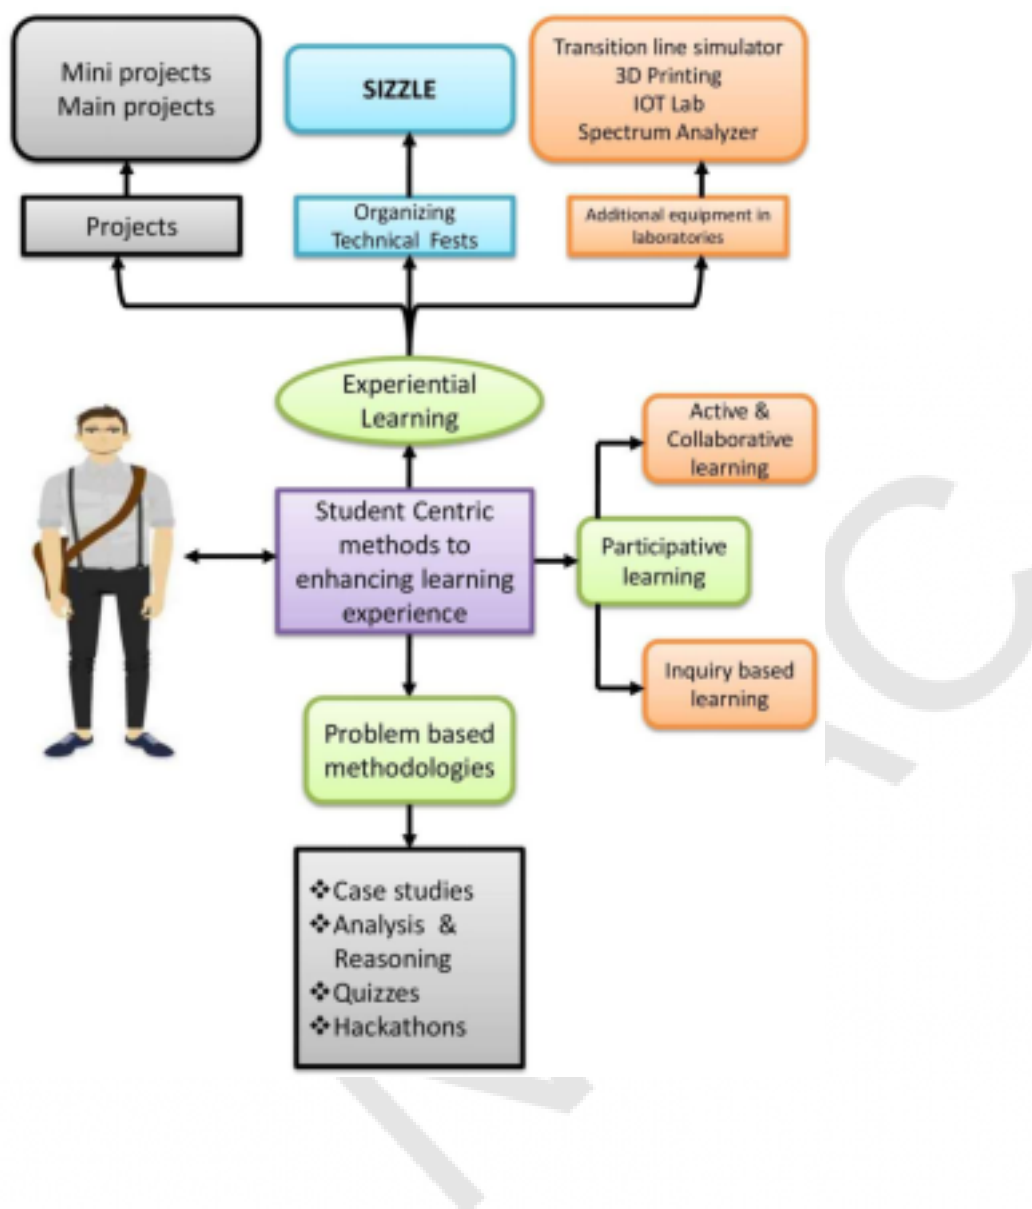 Mini projects
Main projects
SIZZLE
Transition line simulator
3D Printing
IOT Lab
Spectrum Analyzer
Projects
Organizing
Technical Fests
Additional equipment in
laboratories
Experiential
Learning
Active &
Collaborative
learning
Student Centric
methods to
enhancing learning
experience
Participative
learning
Inquiry based
learning
Problem based
methodologies
❖Case studies
❖Analysis &
Reasoning
❖Quizzes
❖Hackathons